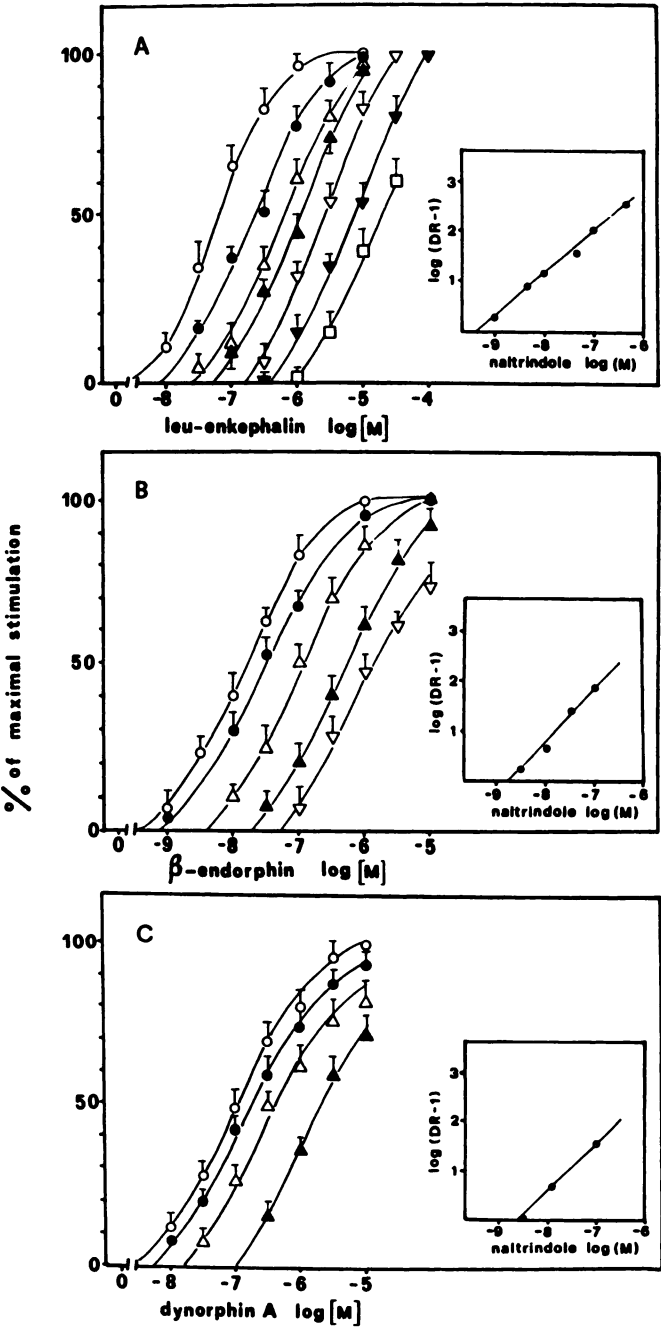 A
100
50
0
0 -8 -7 -6 -5 -4
leu-enkephalin log [M]
log (DR-1)
3
2
1
-9 -8 -7 -6
naltrindole log (M)
% of maximal stimulation
B
100
50
0
0 -9 -8 -7 -6 -5
β-endorphin log [M]
log (DR-1)
3
2
1
-9 -8 -7 -6
naltrindole log (M)
C
100
50
0
0 -8 -7 -6 -5
dynorphin A log [M]
log (DR-1)
3
2
1
-9 -8 -7 -6
naltrindole log (M)